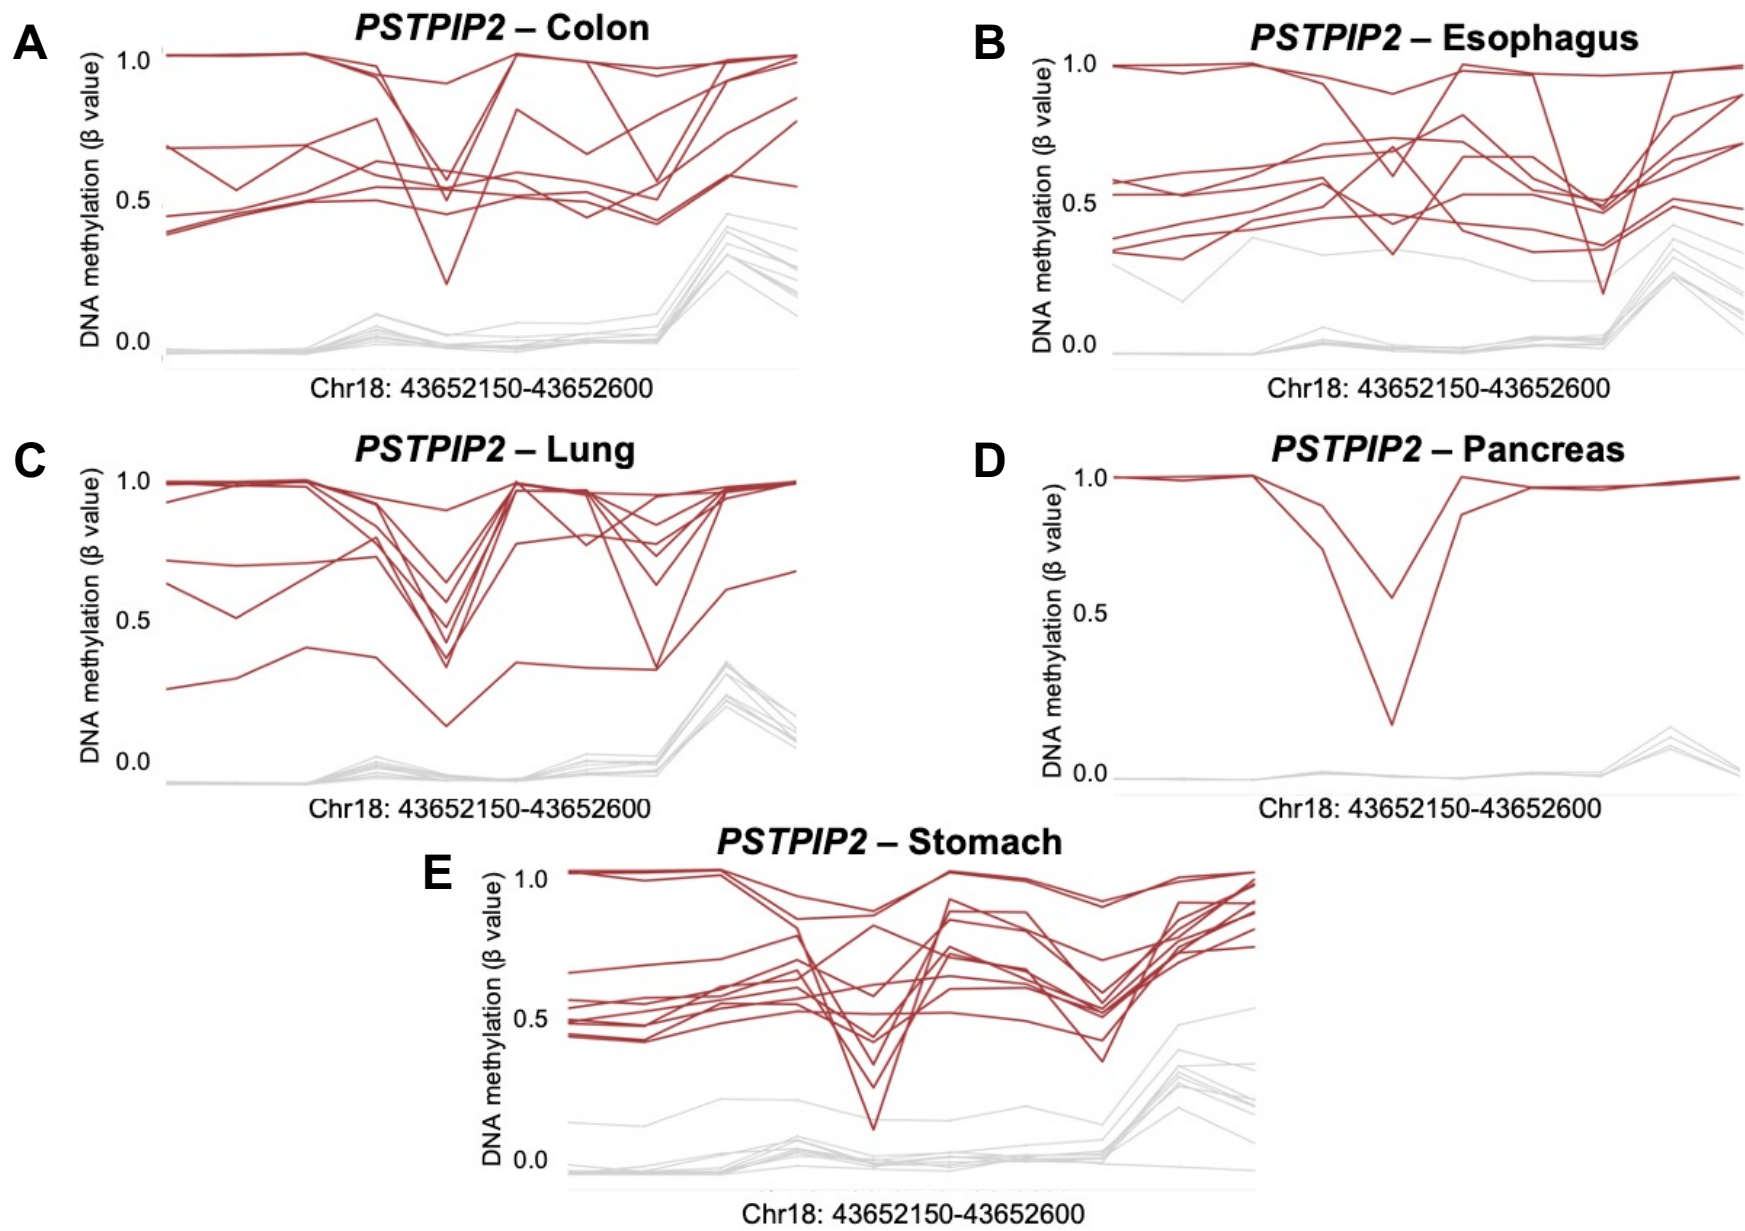 A
PSTPIP2 – Colon
DNA methylation (β value)
1.0
0.5
0.0
Chr18: 43652150-43652600
B
PSTPIP2 – Esophagus
DNA methylation (β value)
1.0
0.5
0.0
Chr18: 43652150-43652600
C
PSTPIP2 – Lung
DNA methylation (β value)
1.0
0.5
0.0
Chr18: 43652150-43652600
D
PSTPIP2 – Pancreas
DNA methylation (β value)
1.0
0.5
0.0
Chr18: 43652150-43652600
E
PSTPIP2 – Stomach
DNA methylation (β value)
1.0
0.5
0.0
Chr18: 43652150-43652600